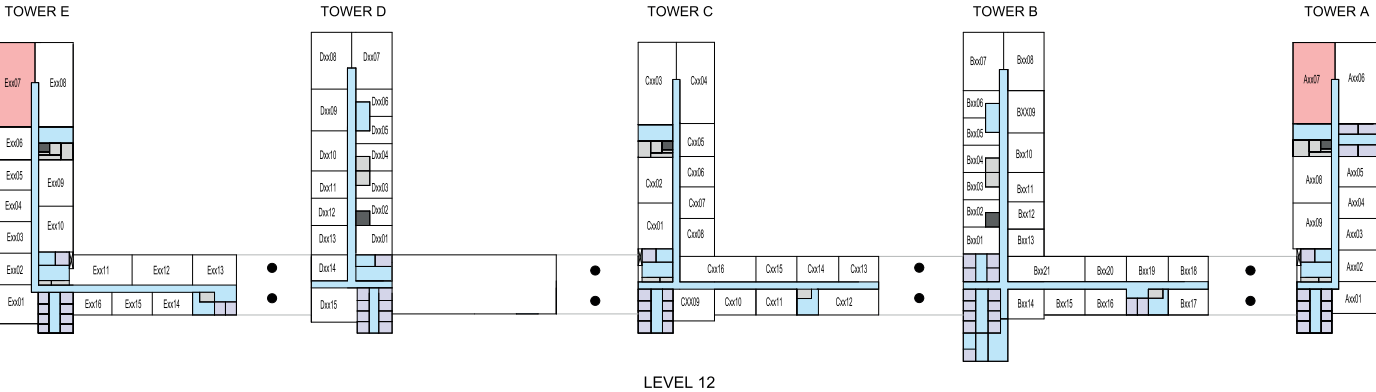 TOWER E
TOWER D
TOWER C
TOWER B
TOWER A
Exx07
Exx08
Exx06
Exx05
Exx09
Exx04
Exx10
Exx03
Exx02
Exx01
Exx11
Exx12
Exx13
Exx16
Exx15
Exx14
Dxx08
Dxx07
Dxx09
Dxx06
Dxx05
Dxx10
Dxx04
Dxx11
Dxx03
Dxx12
Dxx02
Dxx13
Dxx01
Dxx14
Dxx15
Cxx03
Cxx04
Cxx05
Cxx02
Cxx06
Cxx07
Cxx01
Cxx08
Cxx16
Cxx15
Cxx14
Cxx13
CXX09
Cxx10
Cxx11
Cxx12
Bxx07
Bxx08
Bxx06
BXX09
Bxx05
Bxx04
Bxx10
Bxx03
Bxx11
Bxx02
Bxx12
Bxx01
Bxx13
Bxx21
Bxx20
Bxx19
Bxx18
Bxx14
Bxx15
Bxx16
Bxx17
Axx07
Axx06
Axx08
Axx05
Axx04
Axx09
Axx03
Axx02
Axx01
LEVEL 12